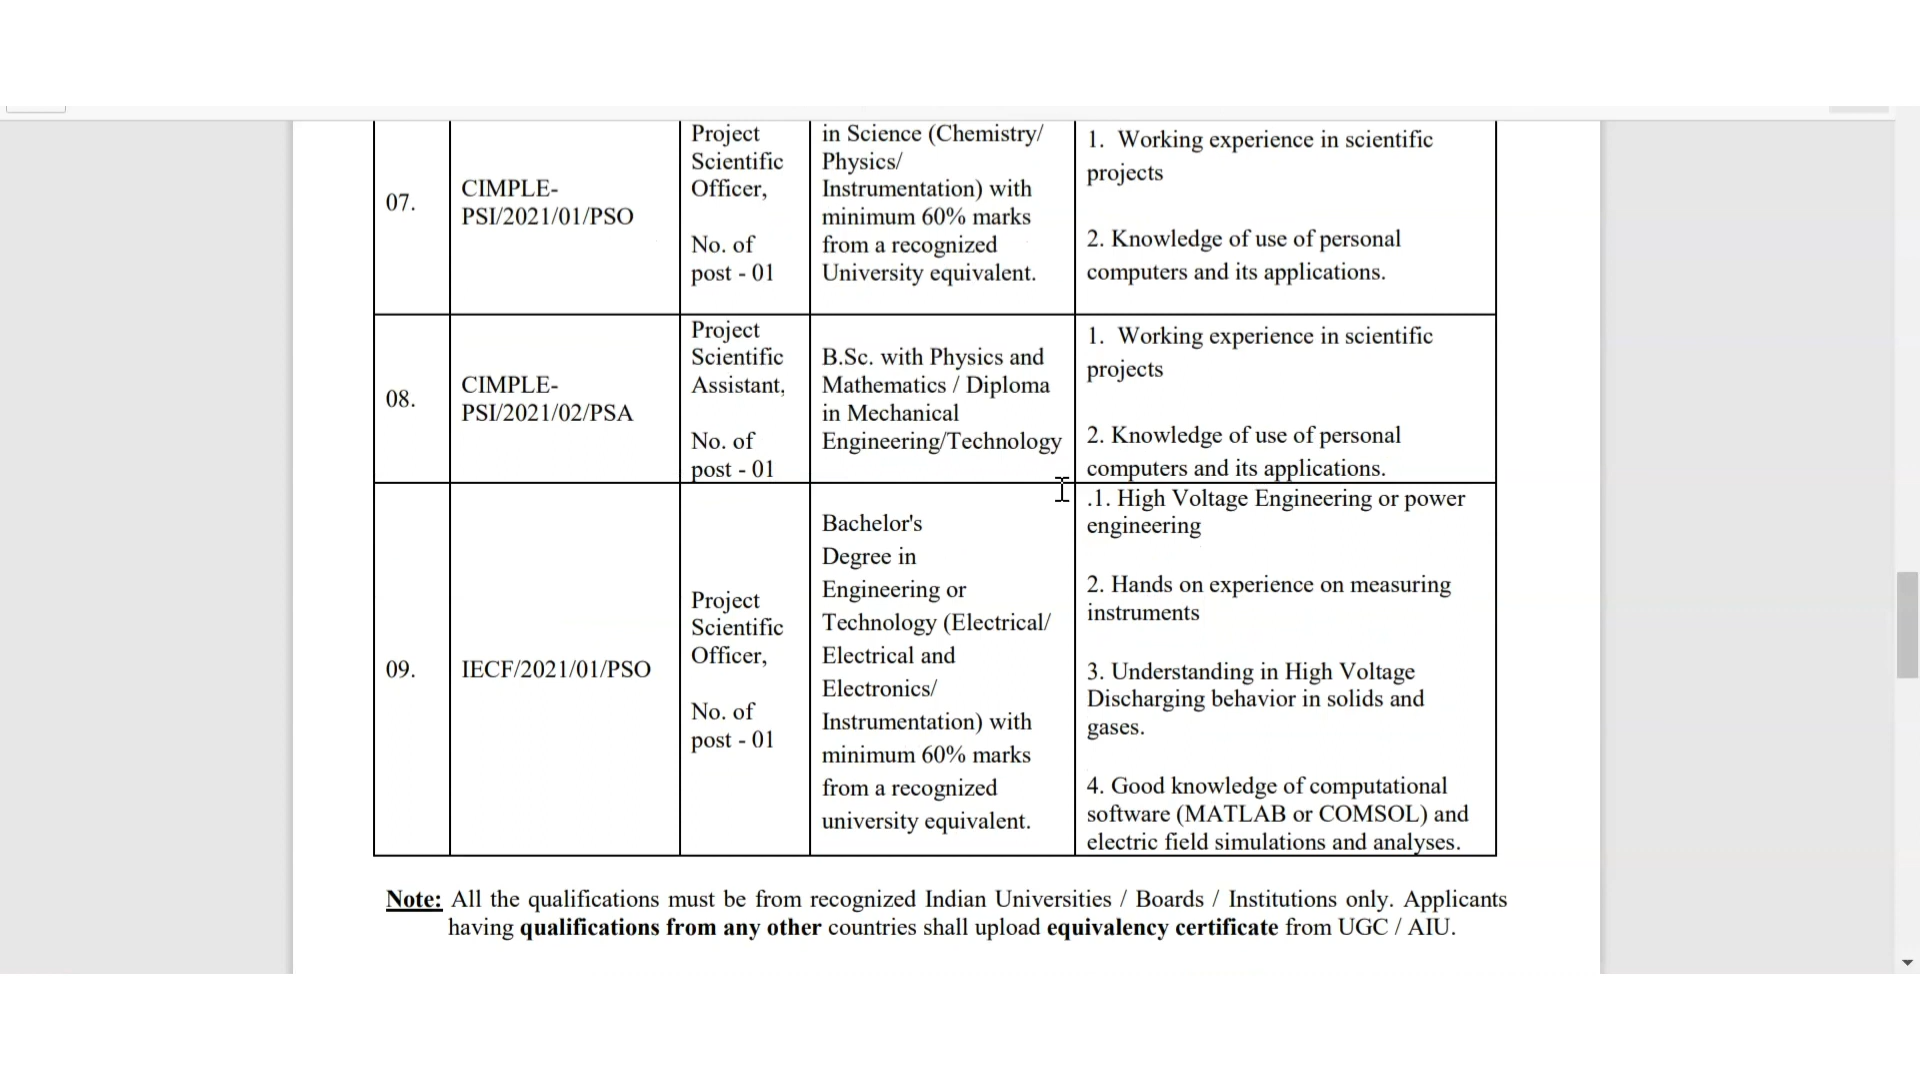 07.
CIMPLE-
PSI/2021/01/PSO
Project
Scientific
Officer,
No. of
post - 01
in Science (Chemistry/
Physics/
Instrumentation) with
minimum 60% marks
from a recognized
University equivalent.
1. Working experience in scientific
projects
2. Knowledge of use of personal
computers and its applications.
08.
CIMPLE-
PSI/2021/02/PSA
Project
Scientific
Assistant,
No. of
post - 01
B.Sc. with Physics and
Mathematics / Diploma
in Mechanical
Engineering/Technology
1. Working experience in scientific
projects
2. Knowledge of use of personal
computers and its applications.
09.
IECF/2021/01/PSO
Project
Scientific
Officer,
No. of
post - 01
Bachelor's
Degree in
Engineering or
Technology (Electrical/
Electrical and
Electronics/
Instrumentation) with
minimum 60% marks
from a recognized
university equivalent.
.1. High Voltage Engineering or power
engineering
2. Hands on experience on measuring
instruments
3. Understanding in High Voltage
Discharging behavior in solids and
gases.
4. Good knowledge of computational
software (MATLAB or COMSOL) and
electric field simulations and analyses.
Note: All the qualifications must be from recognized Indian Universities / Boards / Institutions only. Applicants
having qualifications from any other countries shall upload equivalency certificate from UGC / AIU.